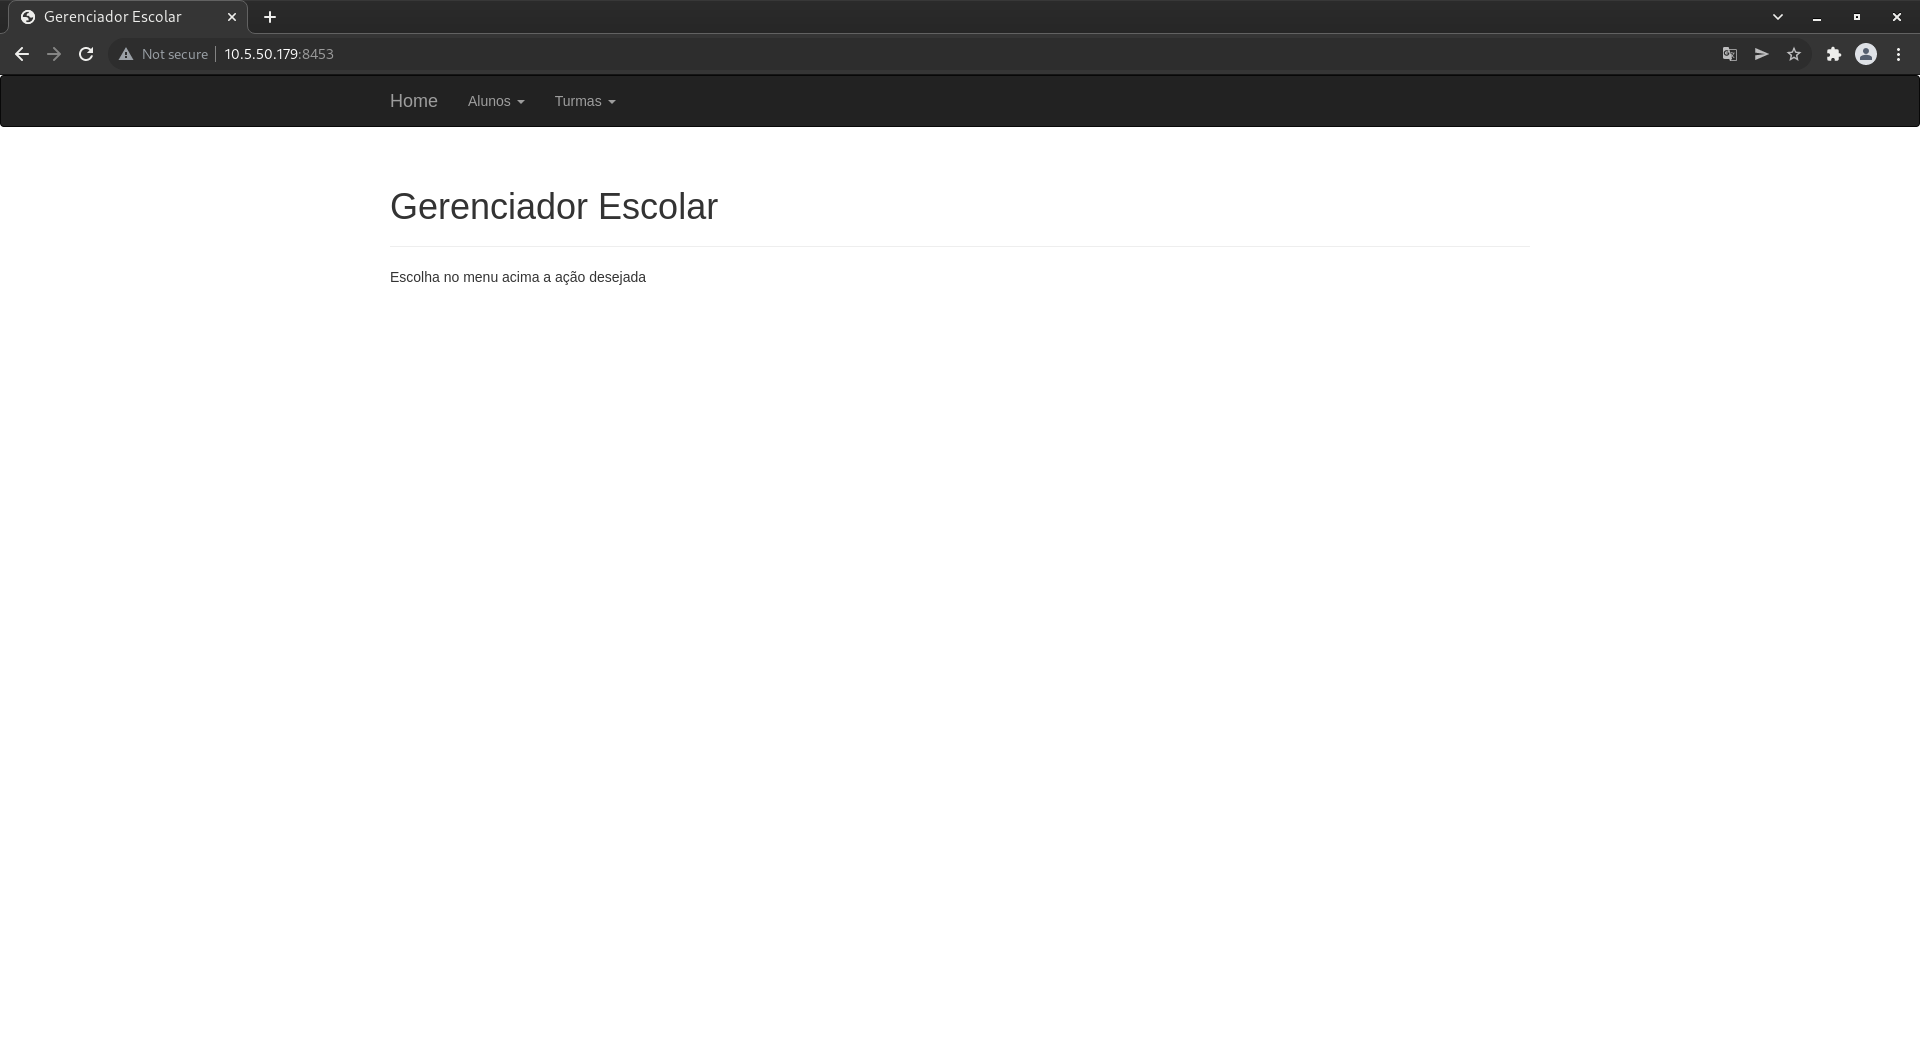 Gerenciador Escolar
Not secure 10.5.50.179:8453
Home Alunos Turmas
Gerenciador Escolar
Escolha no menu acima a ação desejada